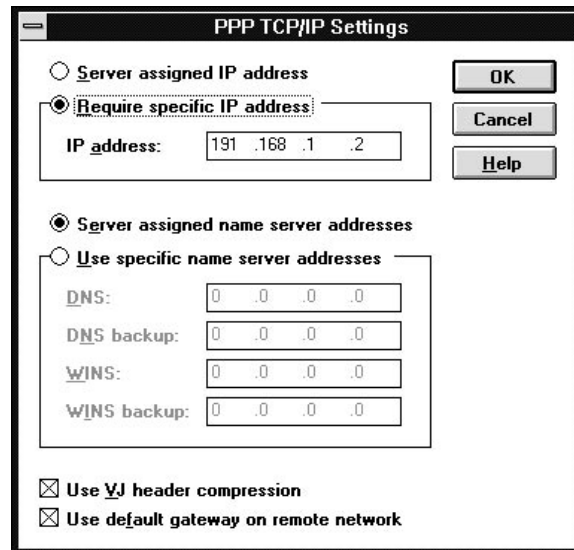 PPP TCP/IP Settings
Server assigned IP address
OK
Require specific IP address
Cancel
IP address: 191 .168 .1 .2
Help
Server assigned name server addresses
Use specific name server addresses
DNS: 0 .0 .0 .0
DNS backup: 0 .0 .0 .0
WINS: 0 .0 .0 .0
WINS backup: 0 .0 .0 .0
Use VJ header compression
Use default gateway on remote network